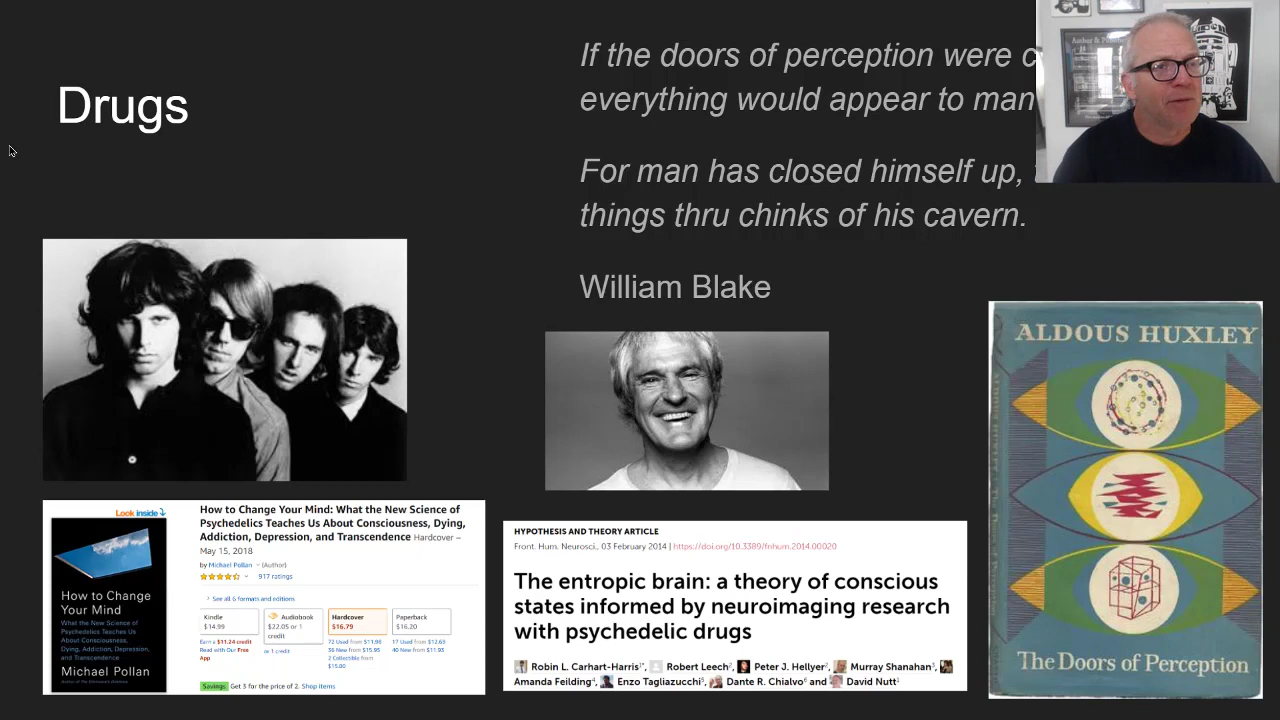 Drugs
If the doors of perception were
everything would appear to man
For man has closed himself up,
things thru chinks of his cavern.
William Blake
Look inside
How to Change
Your Mind
What the New Science of
Psychedelics Teaches Us
About Consciousness,
Dying, Addiction, Depression,
and Transcendence
Michael Pollan
How to Change Your Mind: What the New Science of
Psychedelics Teaches Us About Consciousness, Dying,
Addiction, Depression, and Transcendence Hardcover –
May 15, 2018
by Michael Pollan (Author)
917 ratings
See all 6 formats and editions
Kindle
$14.99
Audiobook
$22.05 or 1
credit
Hardcover
$16.79
Paperback
$16.20
Earn a $11.24 credit
Read with Our Free
App
or 1 credit
72 Used from $11.98
36 New from $15.95
2 Collectible from
$15.00
17 Used from $12.69
40 New from $11.95
Savings Get 3 for the price of 2. Shop items
HYPOTHESIS AND THEORY ARTICLE
Front. Hum. Neurosci., 03 February 2014 | https://doi.org/10.3389/fnhum.2014.00020
The entropic brain: a theory of conscious
states informed by neuroimaging research
with psychedelic drugs
Robin L. Carhart-Harris, Robert Leech, Peter J. Hellyer, Murray Shanahan,
Amanda Feilding, Enzo Tagliazucchi, Dante R. Chialvo and David Nutt
ALDOUS HUXLEY
The Doors of Perception